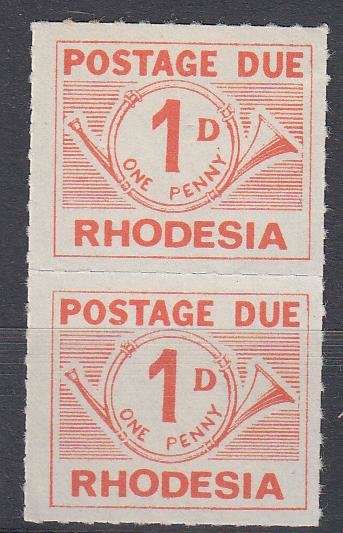 POSTAGE DUE
1D
ONE PENNY
RHODESIA
POSTAGE DUE
1D
ONE PENNY
RHODESIA